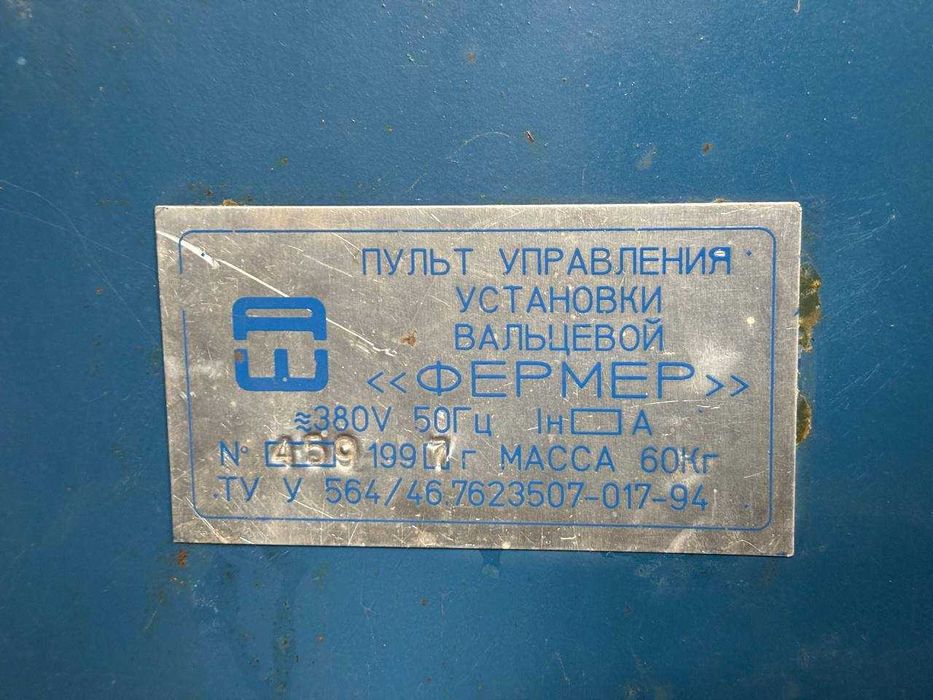 ПУЛЬТ УПРАВЛЕНИЯ
УСТАНОВКИ
ВАЛЬЦЕВОЙ
«ФЕРМЕР»
≈380V 50Гц Iн А
№ 459 1997 г МАССА 60Кг
ТУ У 564/46.7623507-017-94